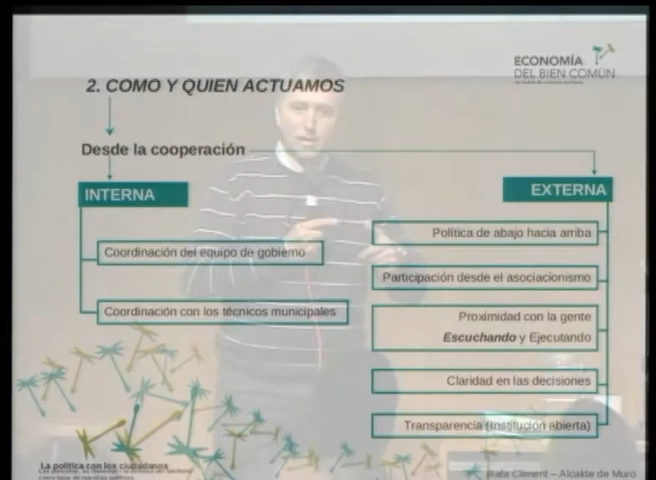 ECONOMÍA
DEL BIEN COMÚN
2. COMO Y QUIEN ACTUAMOS
Desde la cooperación
INTERNA
EXTERNA
Coordinación del equipo de gobierno
Coordinación con los técnicos municipales
Política de abajo hacia arriba
Participación desde el asociacionismo
Proximidad con la gente
Escuchando y Ejecutando
Claridad en las decisiones
Transparencia (Institución abierta)
La política con los ciudadanos
Rafa Climent – Alcalde de Muro